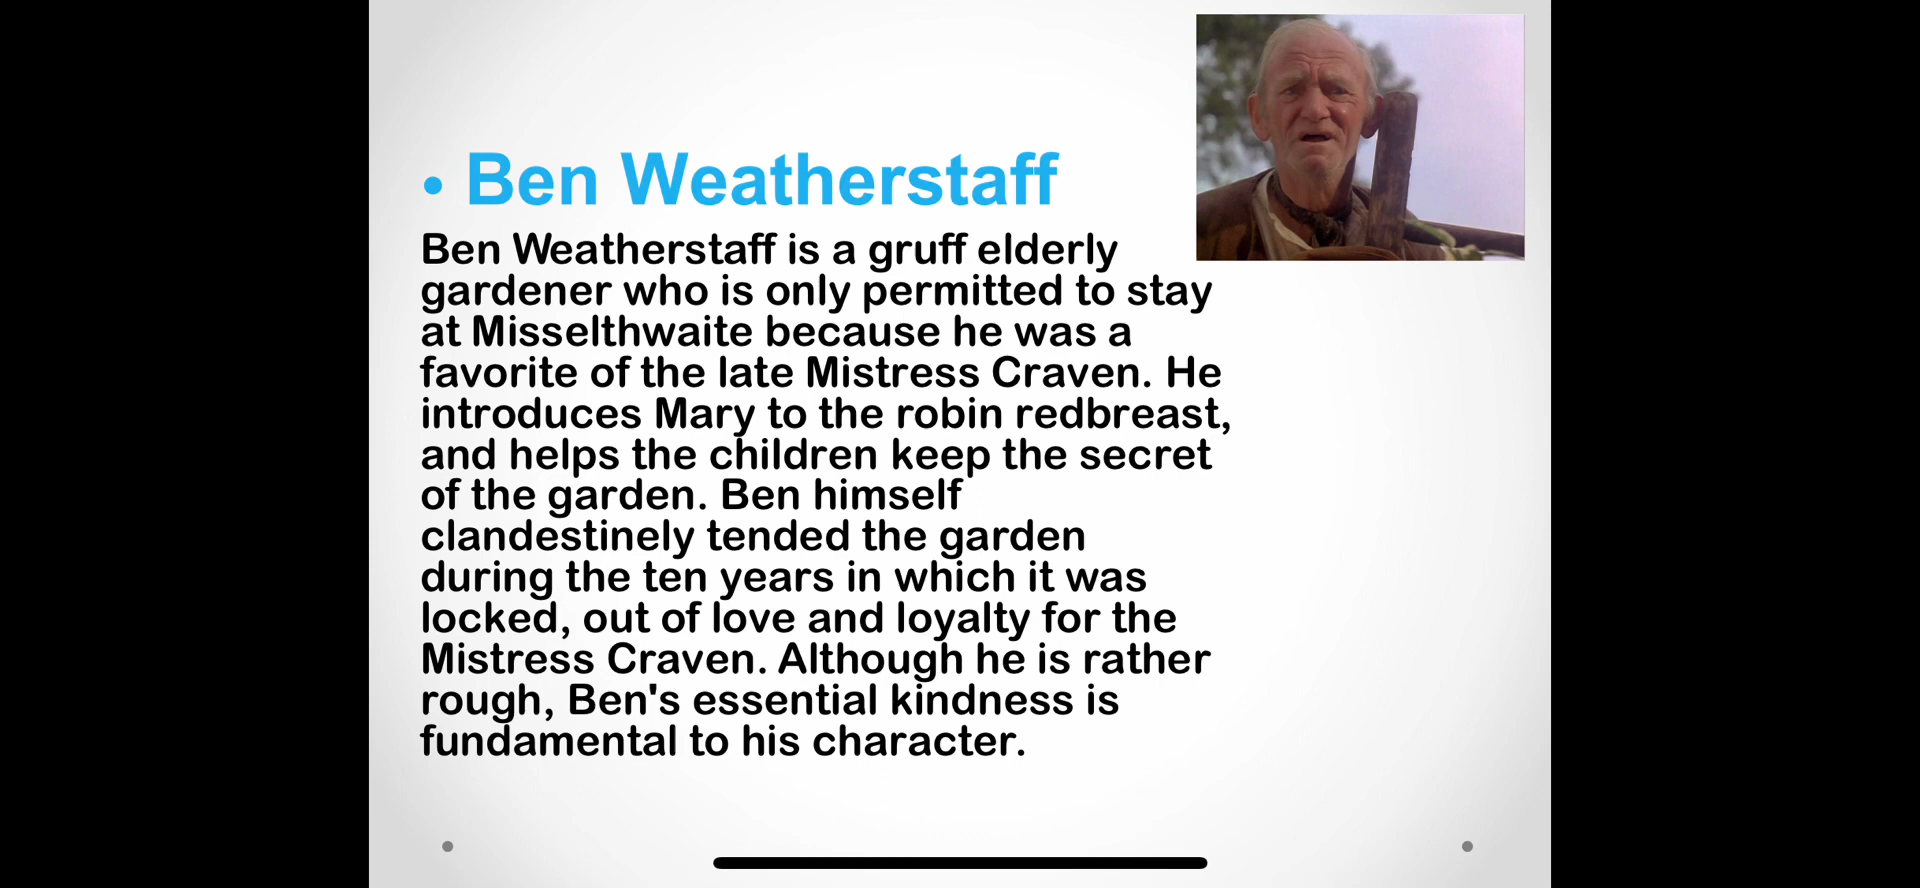 • Ben Weatherstaff
Ben Weatherstaff is a gruff elderly
gardener who is only permitted to stay
at Misselthwaite because he was a
favorite of the late Mistress Craven. He
introduces Mary to the robin redbreast,
and helps the children keep the secret
of the garden. Ben himself
clandestinely tended the garden
during the ten years in which it was
locked, out of love and loyalty for the
Mistress Craven. Although he is rather
rough, Ben's essential kindness is
fundamental to his character.